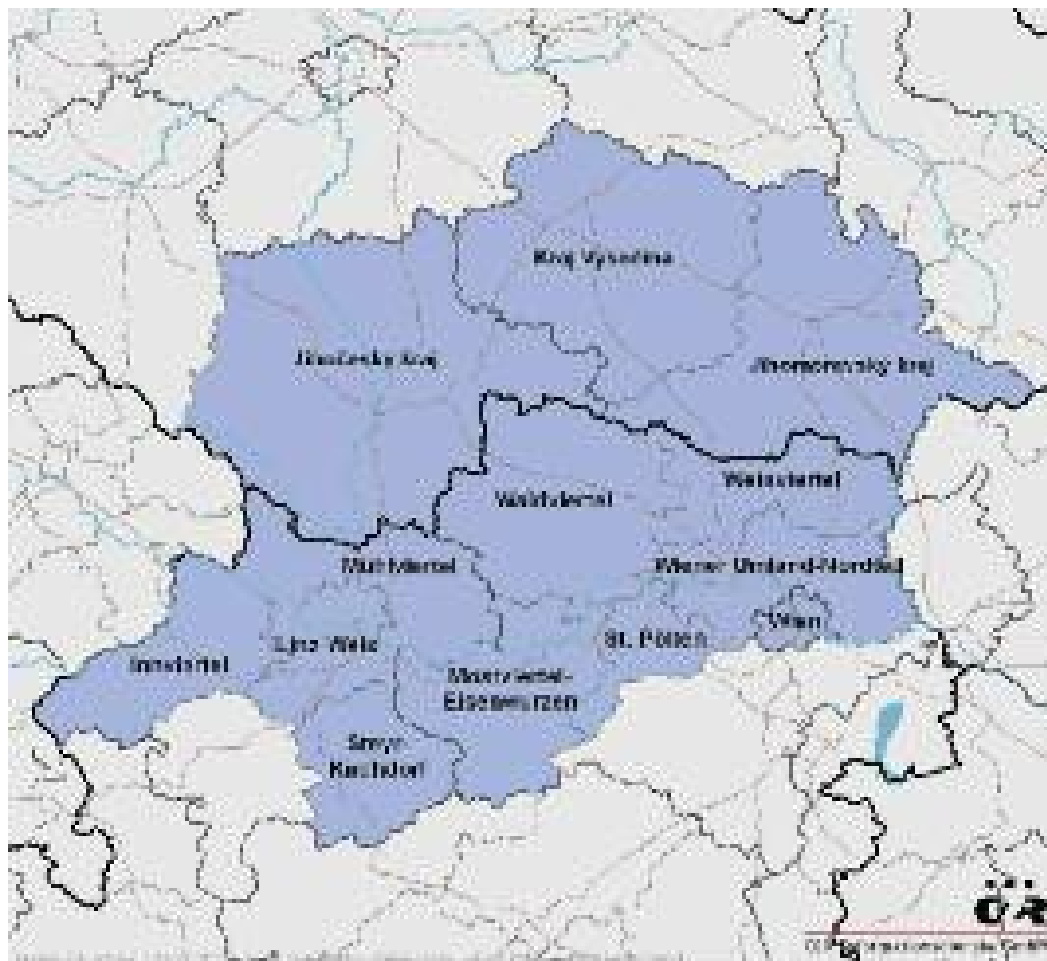 Kraj Vysočina
Jihočeský kraj
Jihomoravský kraj
Weinviertel
Waldviertel
Mühlviertel
Wiener Umland-Nordteil
Wien
St. Pölten
Linz-Wels
Innviertel
Mostviertel-
Eisenwurzen
Steyr-
Kirchdorf